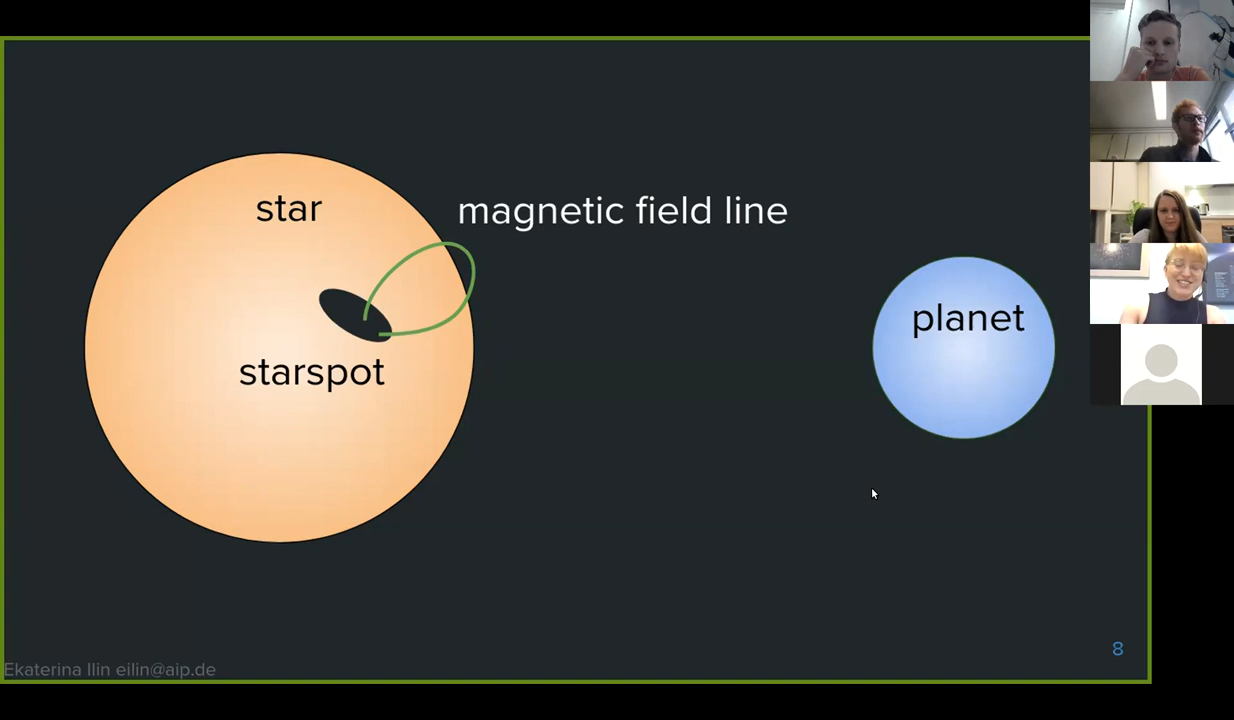 star
magnetic field line
planet
starspot
8
Ekaterina Ilin eilin@aip.de